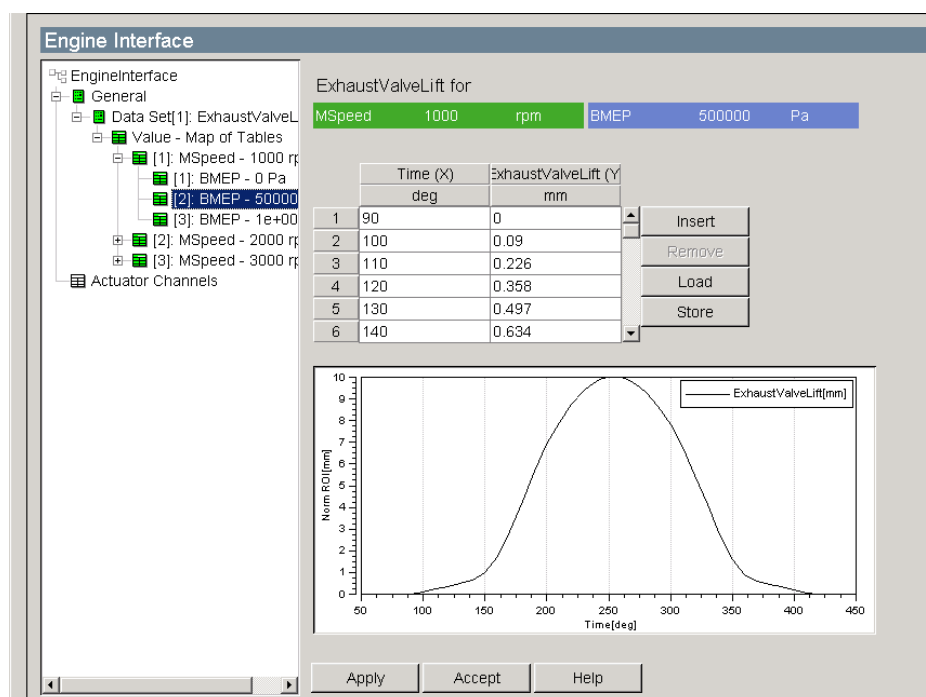 Engine Interface
EngineInterface
General
Data Set[1]: ExhaustValveL
Value - Map of Tables
[1]: MSpeed - 1000 rp
[1]: BMEP - 0 Pa
[2]: BMEP - 50000
[3]: BMEP - 1e+00
[2]: MSpeed - 2000 rp
[3]: MSpeed - 3000 rp
Actuator Channels
ExhaustValveLift for
MSpeed 1000 rpm BMEP 500000 Pa
Time (X) ExhaustValveLift (Y
deg mm
1 90 0
2 100 0.09
3 110 0.226
4 120 0.358
5 130 0.497
6 140 0.634
Insert
Remove
Load
Store
ExhaustValveLift[mm]
Norm ROI[mm]
10
9
8
7
6
5
4
3
2
1
0
50 100 150 200 250 300 350 400 450
Time[deg]
Apply Accept Help